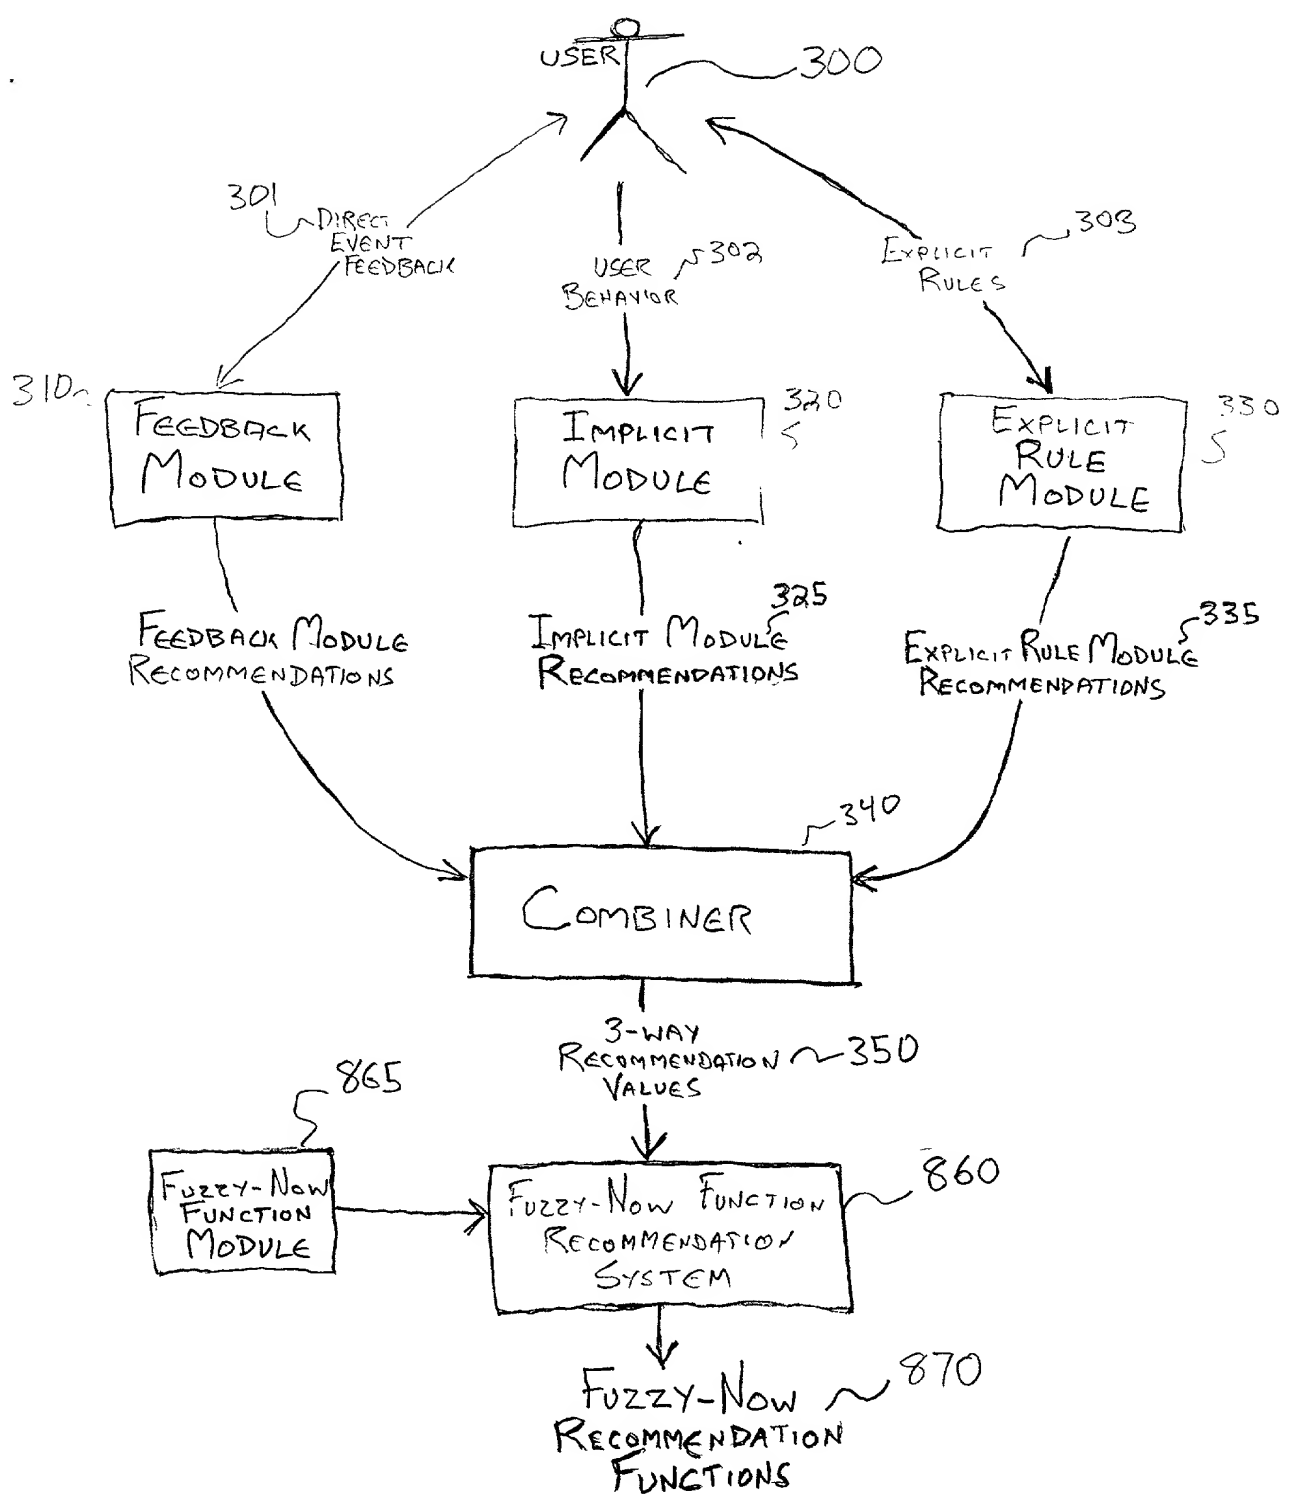 USER
300
301
DIRECT
EVENT
FEEDBACK
USER
BEHAVIOR
302
EXPLICIT
RULES
303
310
FEEDBACK
MODULE
IMPLICIT
MODULE
320
EXPLICIT
RULE
MODULE
330
FEEDBACK MODULE
RECOMMENDATIONS
325
IMPLICIT MODULE
RECOMMENDATIONS
335
EXPLICIT RULE MODULE
RECOMMENDATIONS
340
COMBINER
3-WAY
RECOMMENDATION
VALUES
350
865
FUZZY-NOW
FUNCTION
MODULE
FUZZY-NOW FUNCTION
RECOMMENDATION
SYSTEM
860
FUZZY-NOW
RECOMMENDATION
FUNCTIONS
870